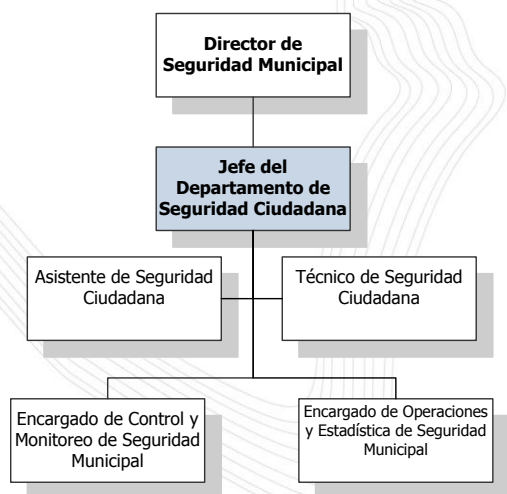 Director de
Seguridad Municipal
Jefe del
Departamento de
Seguridad Ciudadana
Asistente de Seguridad
Ciudadana
Técnico de Seguridad
Ciudadana
Encargado de Control y
Monitoreo de Seguridad
Municipal
Encargado de Operaciones
y Estadística de Seguridad
Municipal